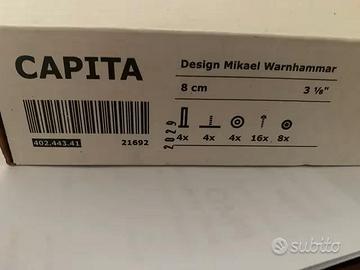 CAPITA
Design Mikael Warnhammar
8 cm
3 ⅛"
402.443.41
21692
2029
4x
4x
4x
16x
8x
subito